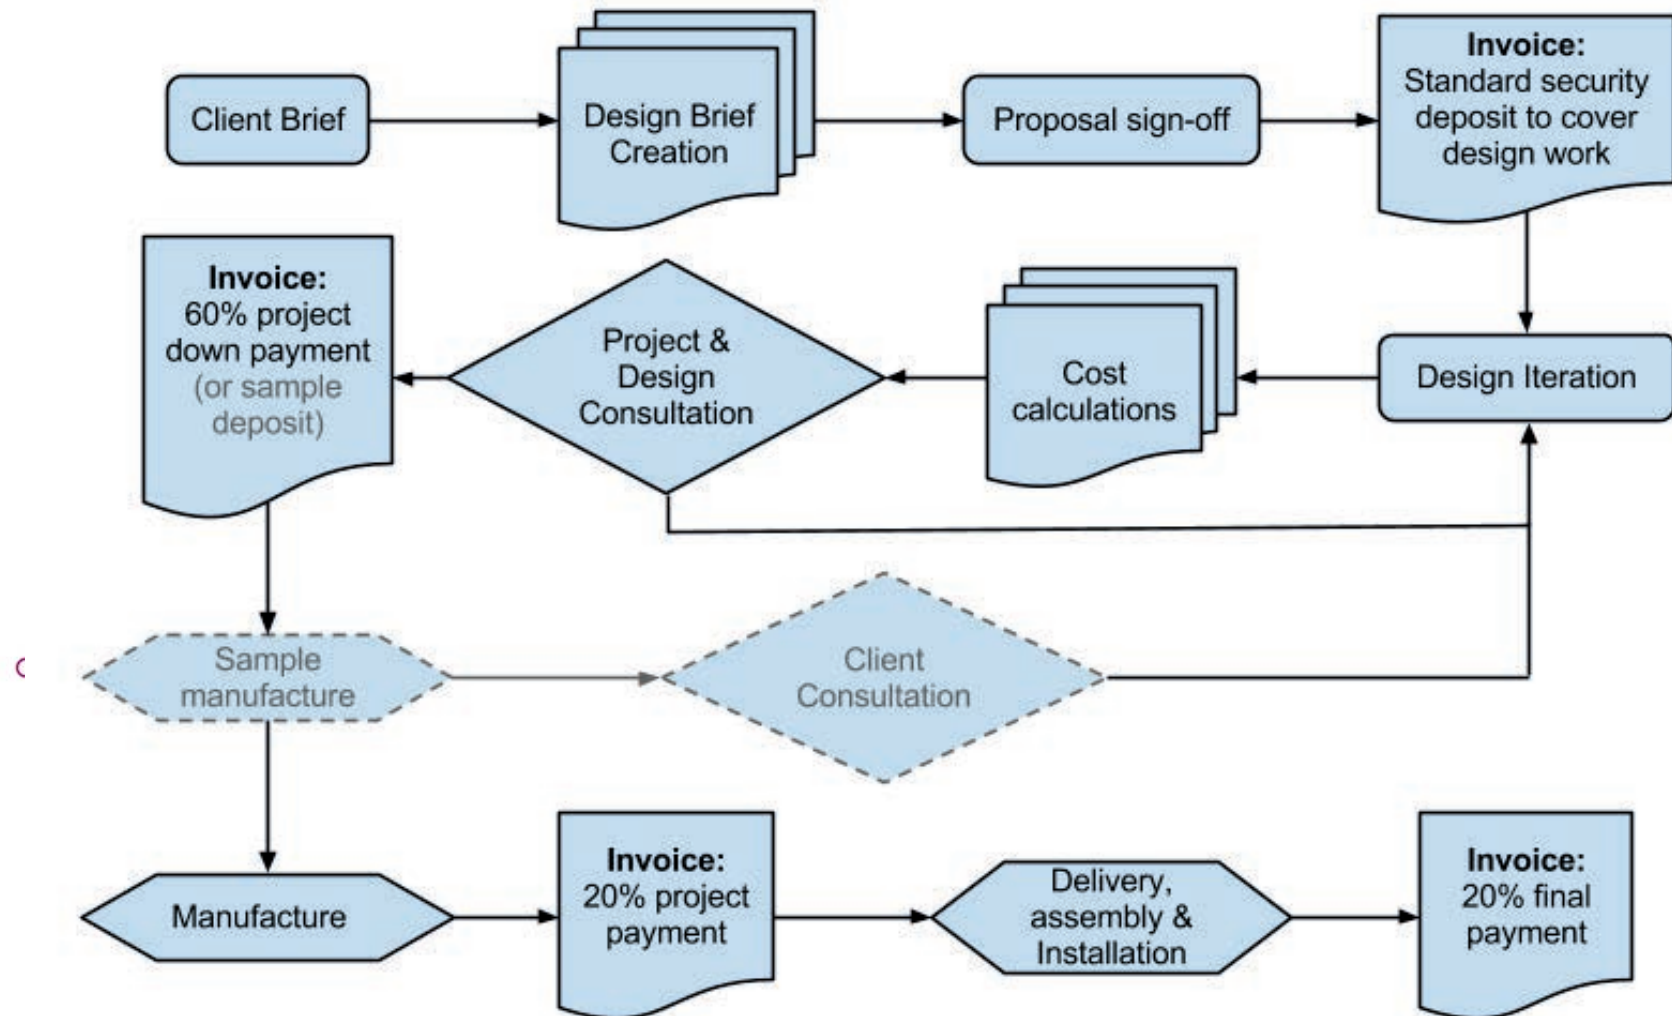 Client Brief
Design Brief
Creation
Proposal sign-off
Invoice:
Standard security
deposit to cover
design work
Invoice:
60% project
down payment
(or sample
deposit)
Project &
Design
Consultation
Cost
calculations
Design Iteration
Sample
manufacture
Client
Consultation
Manufacture
Invoice:
20% project
payment
Delivery,
assembly &
Installation
Invoice:
20% final
payment